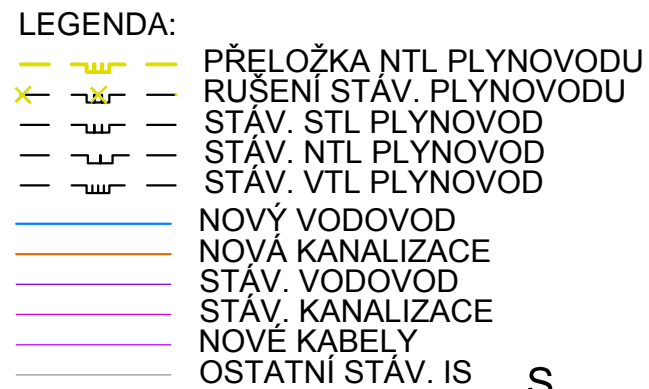 LEGENDA:
PŘELOŽKA NTL PLYNOVODU
RUŠENÍ STÁV. PLYNOVODU
STÁV. STL PLYNOVOD
STÁV. NTL PLYNOVOD
STÁV. VTL PLYNOVOD
NOVÝ VODOVOD
NOVÁ KANALIZACE
STÁV. VODOVOD
STÁV. KANALIZACE
NOVÉ KABELY
OSTATNÍ STÁV. IS
S